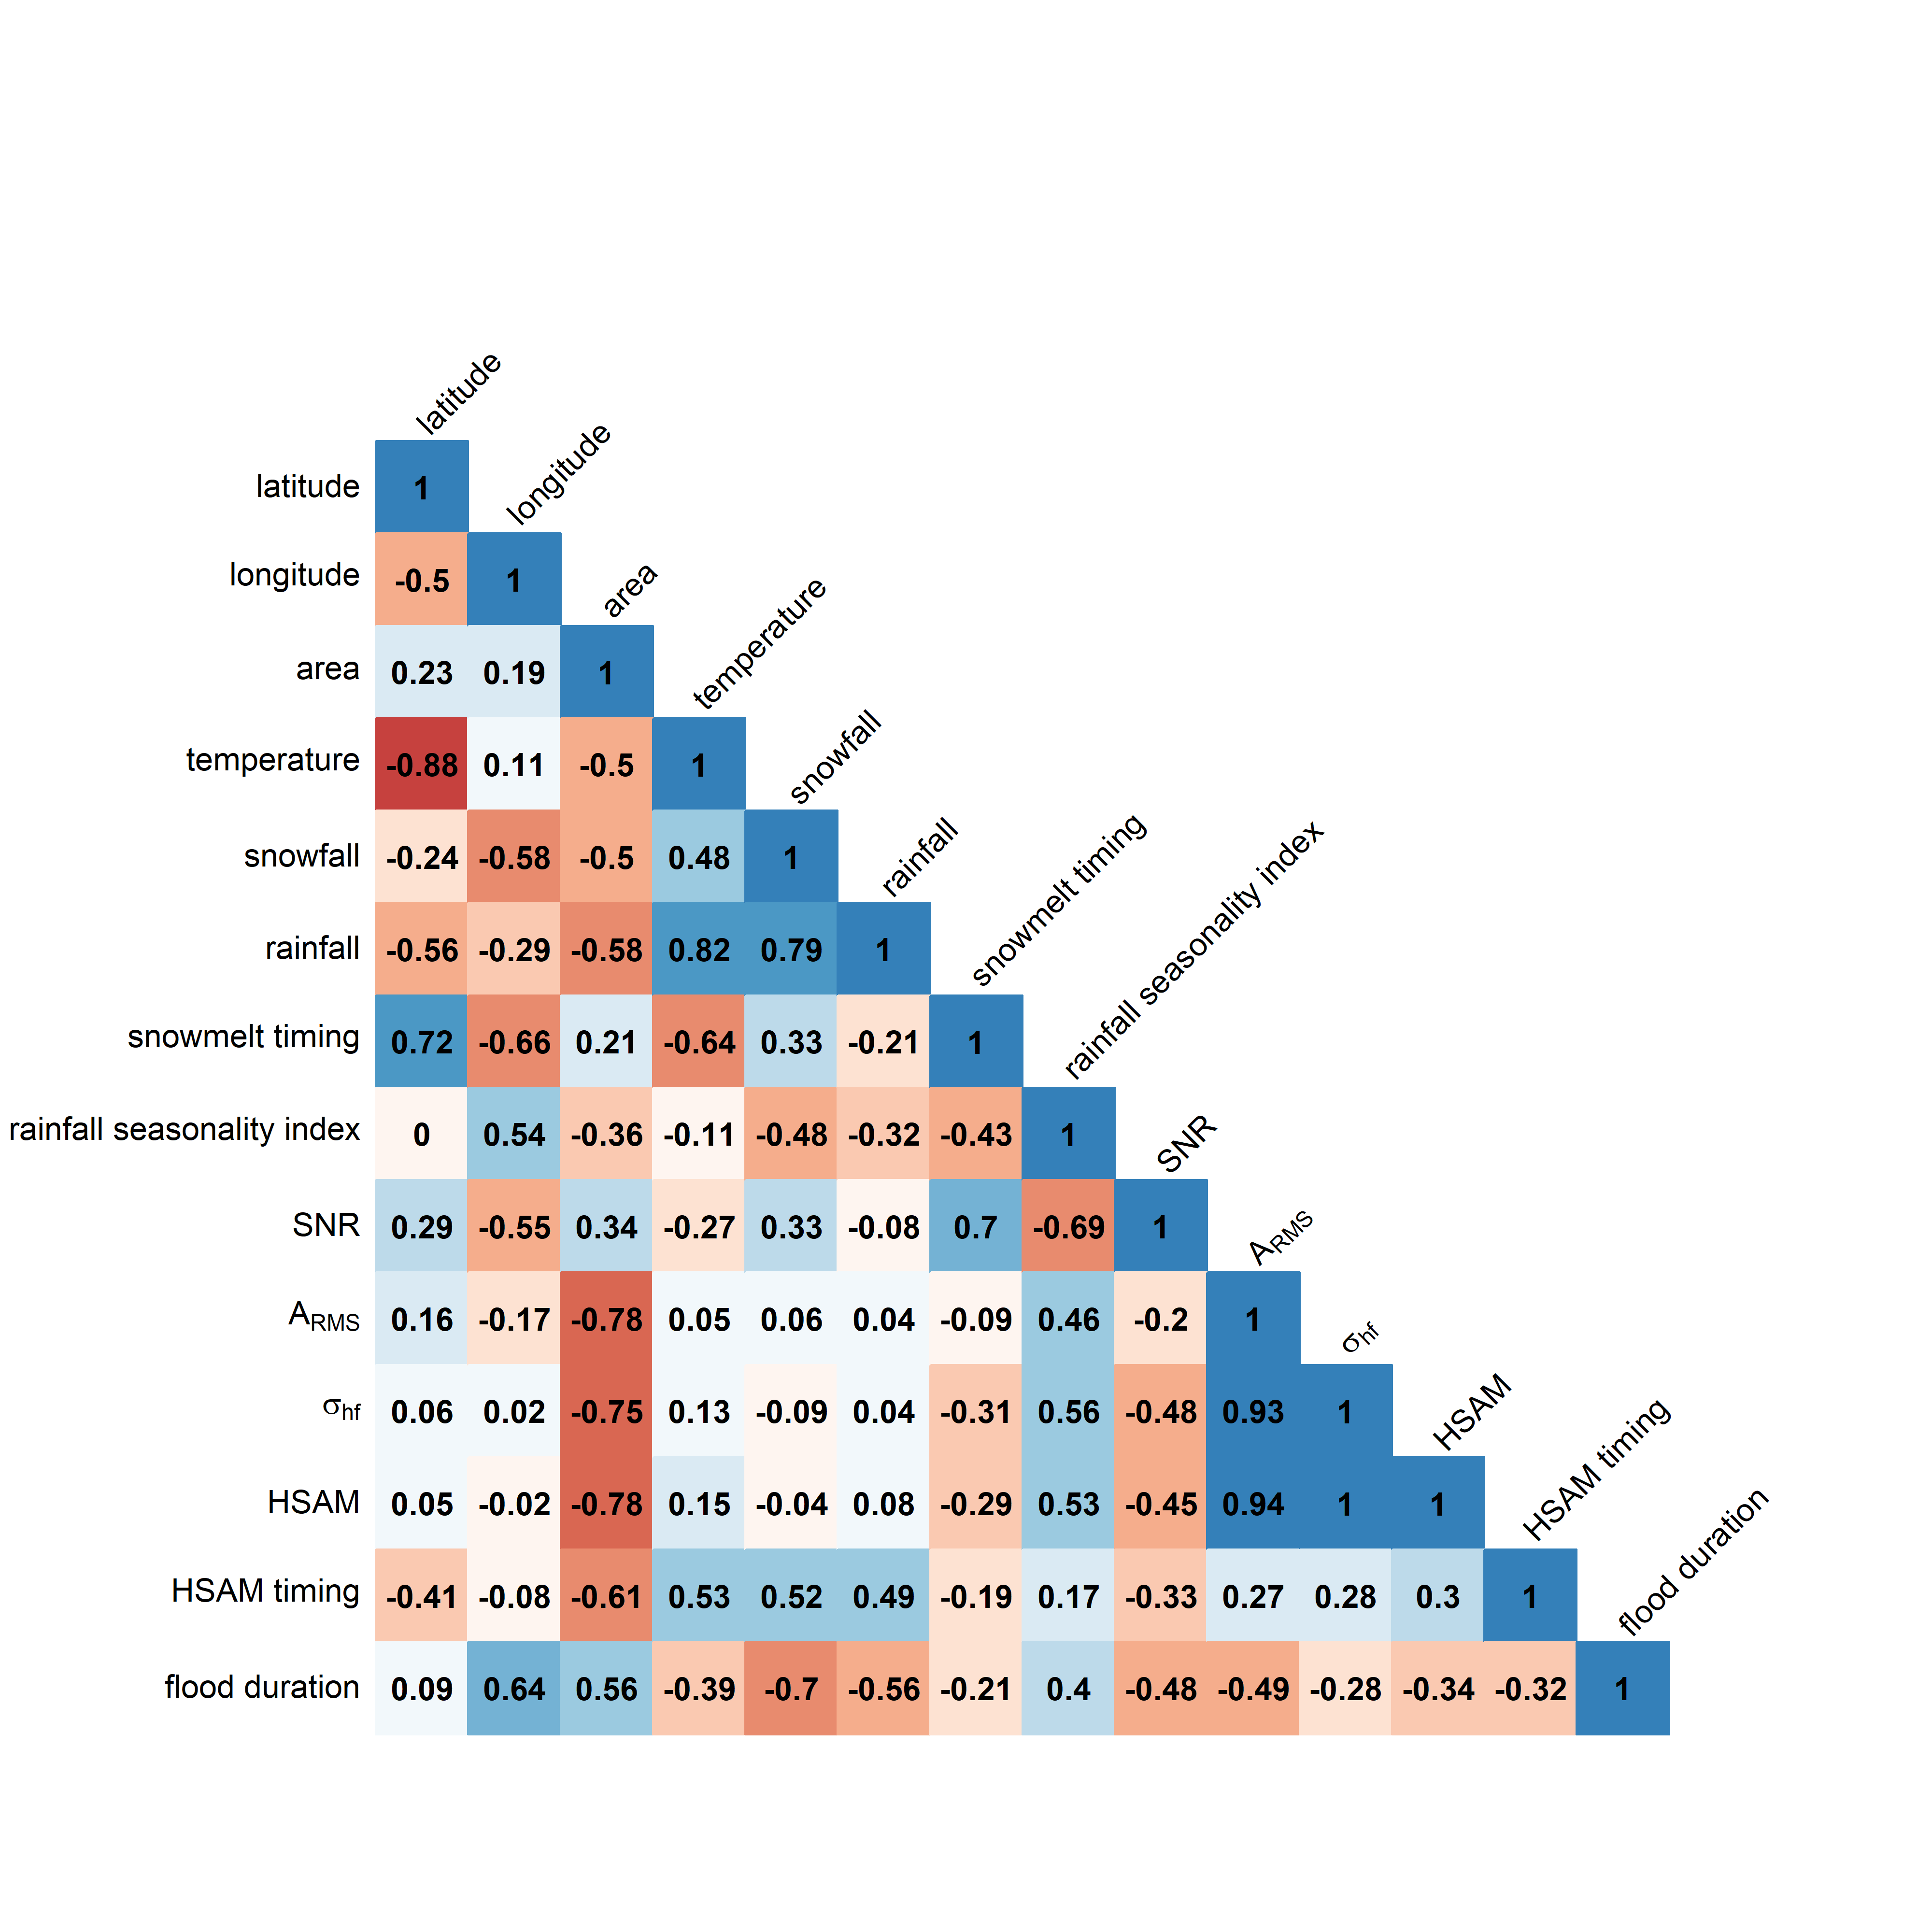 latitude
latitude 1
longitude
longitude -0.5 1
area
area 0.23 0.19 1
temperature
temperature -0.88 0.11 -0.5 1
snowfall
snowfall -0.24 -0.58 -0.5 0.48 1
rainfall
rainfall -0.56 -0.29 -0.58 0.82 0.79 1
snowmelt timing
snowmelt timing 0.72 -0.66 0.21 -0.64 0.33 -0.21 1
rainfall seasonality index
rainfall seasonality index 0 0.54 -0.36 -0.11 -0.48 -0.32 -0.43 1
SNR
SNR 0.29 -0.55 0.34 -0.27 0.33 -0.08 0.7 -0.69 1
ARMS
ARMS 0.16 -0.17 -0.78 0.05 0.06 0.04 -0.09 0.46 -0.2 1
σhf
σhf 0.06 0.02 -0.75 0.13 -0.09 0.04 -0.31 0.56 -0.48 0.93 1
HSAM
HSAM 0.05 -0.02 -0.78 0.15 -0.04 0.08 -0.29 0.53 -0.45 0.94 1 1
HSAM timing
HSAM timing -0.41 -0.08 -0.61 0.53 0.52 0.49 -0.19 0.17 -0.33 0.27 0.28 0.3 1
flood duration
flood duration 0.09 0.64 0.56 -0.39 -0.7 -0.56 -0.21 0.4 -0.48 -0.49 -0.28 -0.34 -0.32 1